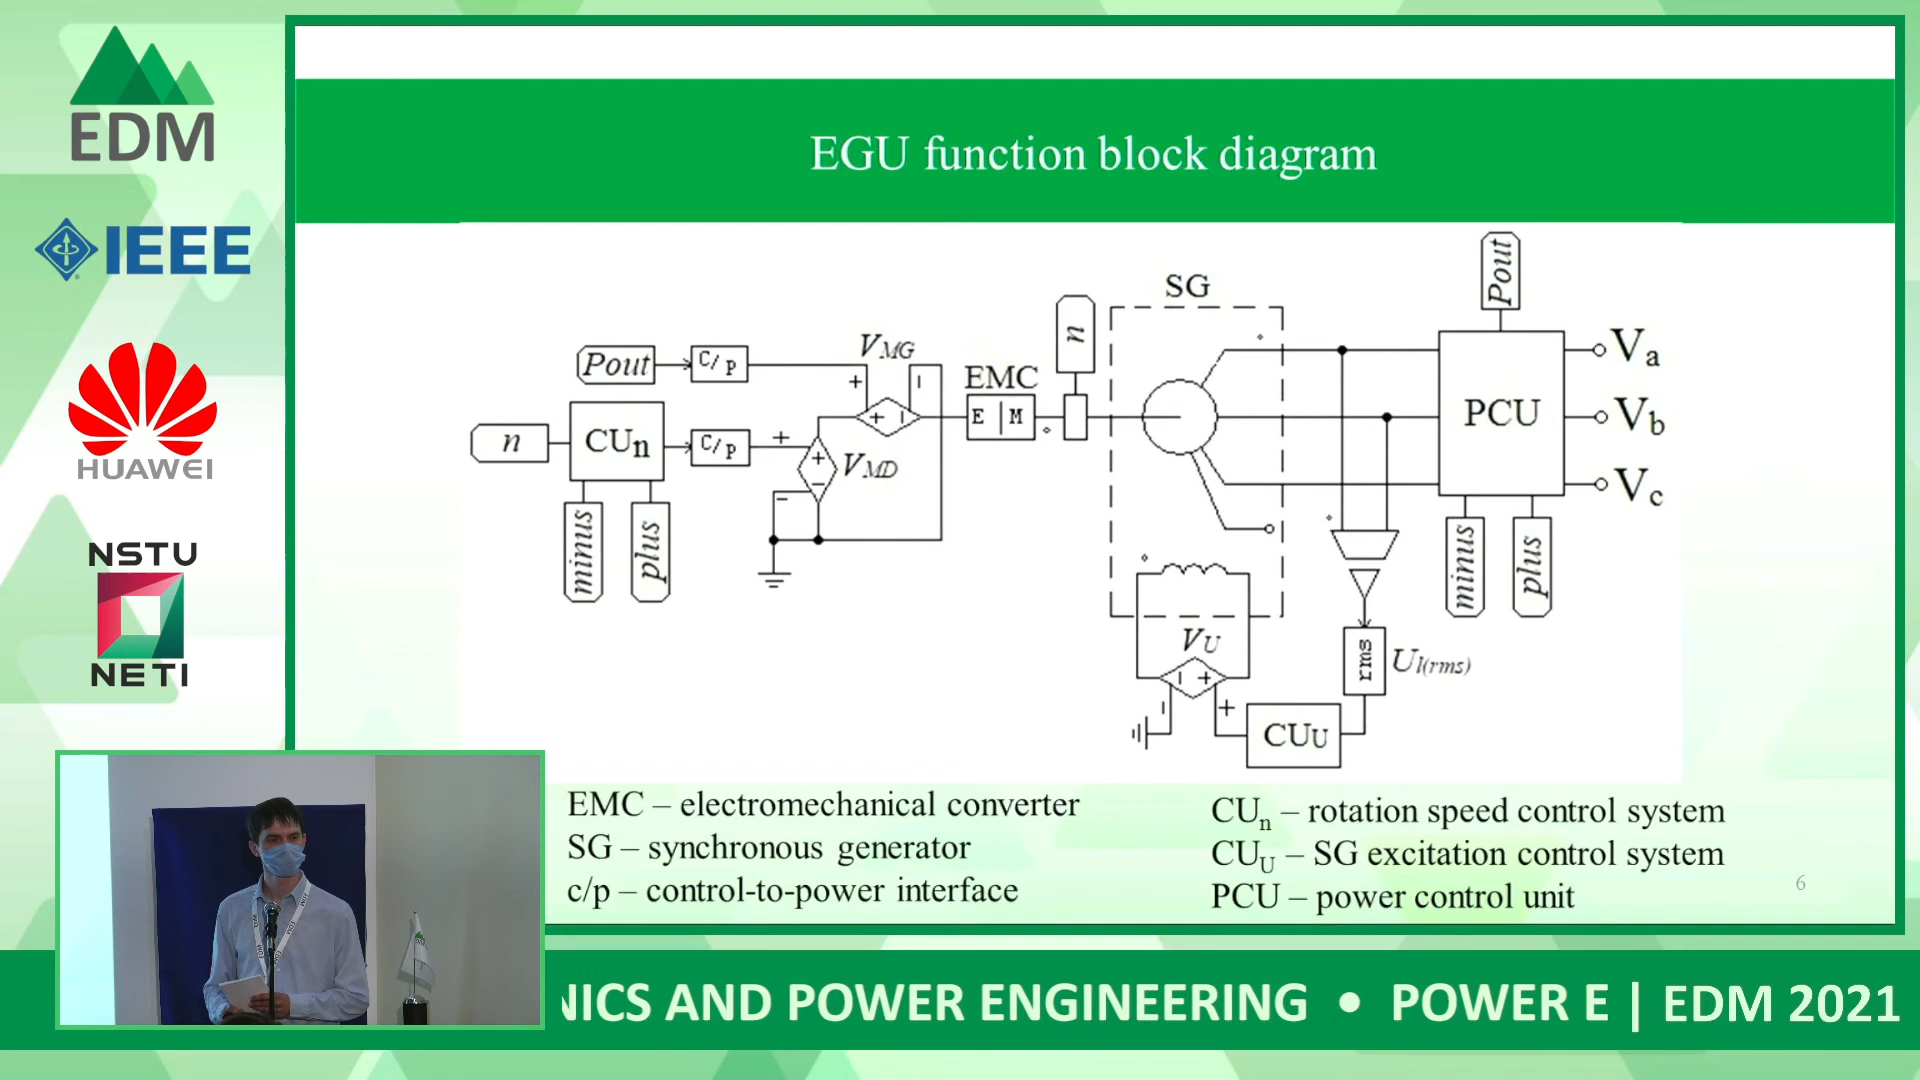 EDM
IEEE
HUAWEI
NSTU
NETI
EGU function block diagram
Pout
SG
n
Pout
C/P
V_MG
+
-
EMC
E | M
+ -
PCU
V_a
V_b
V_c
n
CU_n
C/P
+
+
-
V_MD
-
minus
plus
minus
plus
V_U
- +
- +
rms
U_l(rms)
CU_U
EMC – electromechanical converter
SG – synchronous generator
c/p – control-to-power interface
CU_n – rotation speed control system
CU_U – SG excitation control system
PCU – power control unit
6
NICS AND POWER ENGINEERING • POWER E | EDM 2021